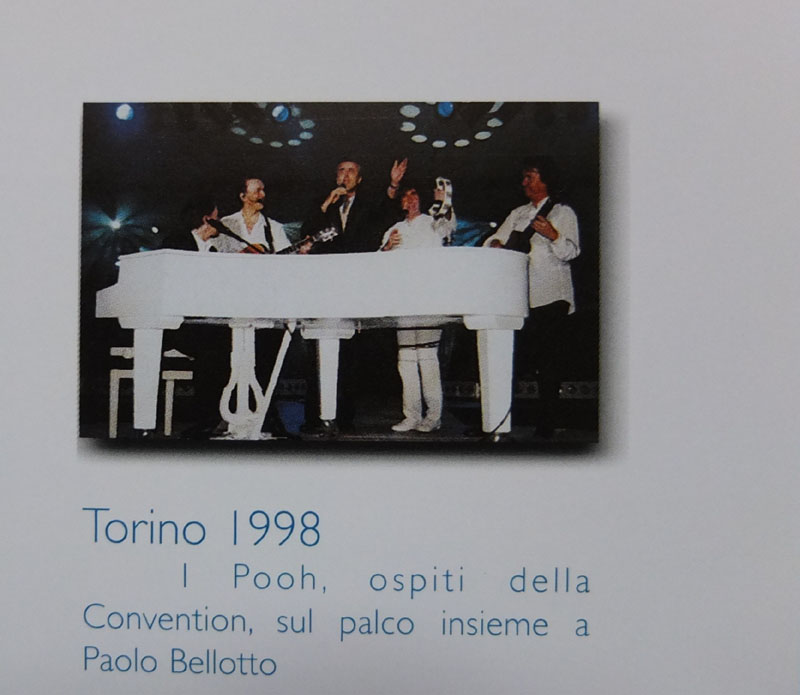 Torino 1998
I Pooh, ospiti della
Convention, sul palco insieme a
Paolo Bellotto